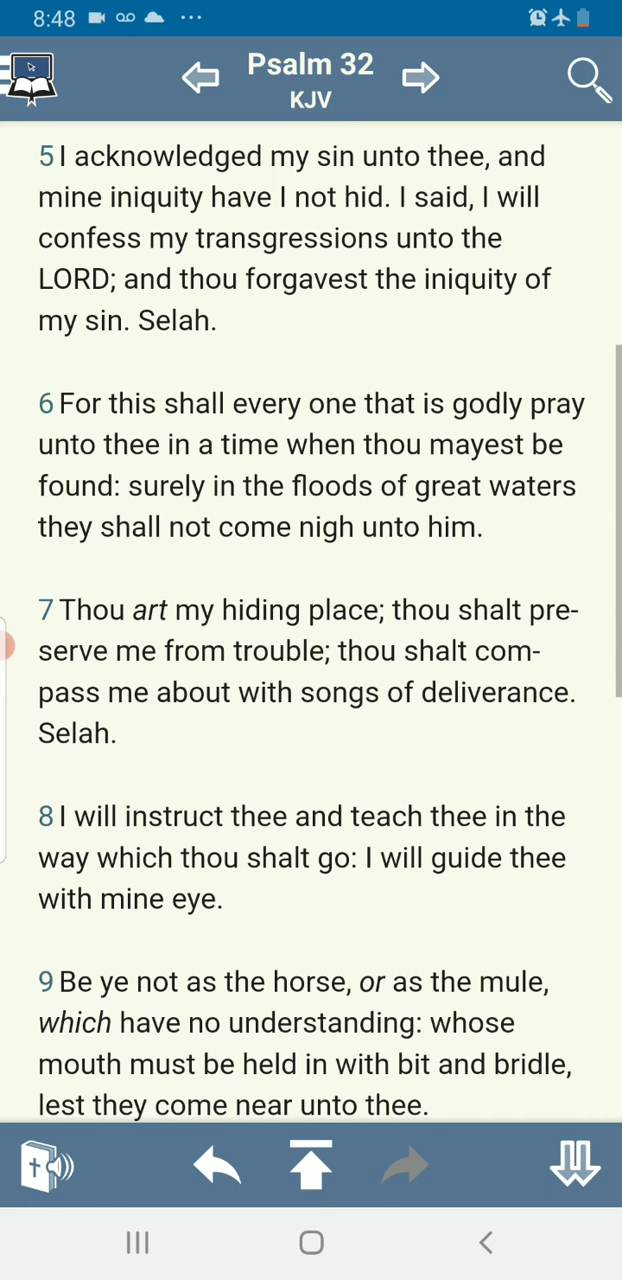 8:48
Psalm 32
KJV
5 I acknowledged my sin unto thee, and
mine iniquity have I not hid. I said, I will
confess my transgressions unto the
LORD; and thou forgavest the iniquity of
my sin. Selah.
6 For this shall every one that is godly pray
unto thee in a time when thou mayest be
found: surely in the floods of great waters
they shall not come nigh unto him.
7 Thou art my hiding place; thou shalt pre-
serve me from trouble; thou shalt com-
pass me about with songs of deliverance.
Selah.
8 I will instruct thee and teach thee in the
way which thou shalt go: I will guide thee
with mine eye.
9 Be ye not as the horse, or as the mule,
which have no understanding: whose
mouth must be held in with bit and bridle,
lest they come near unto thee.